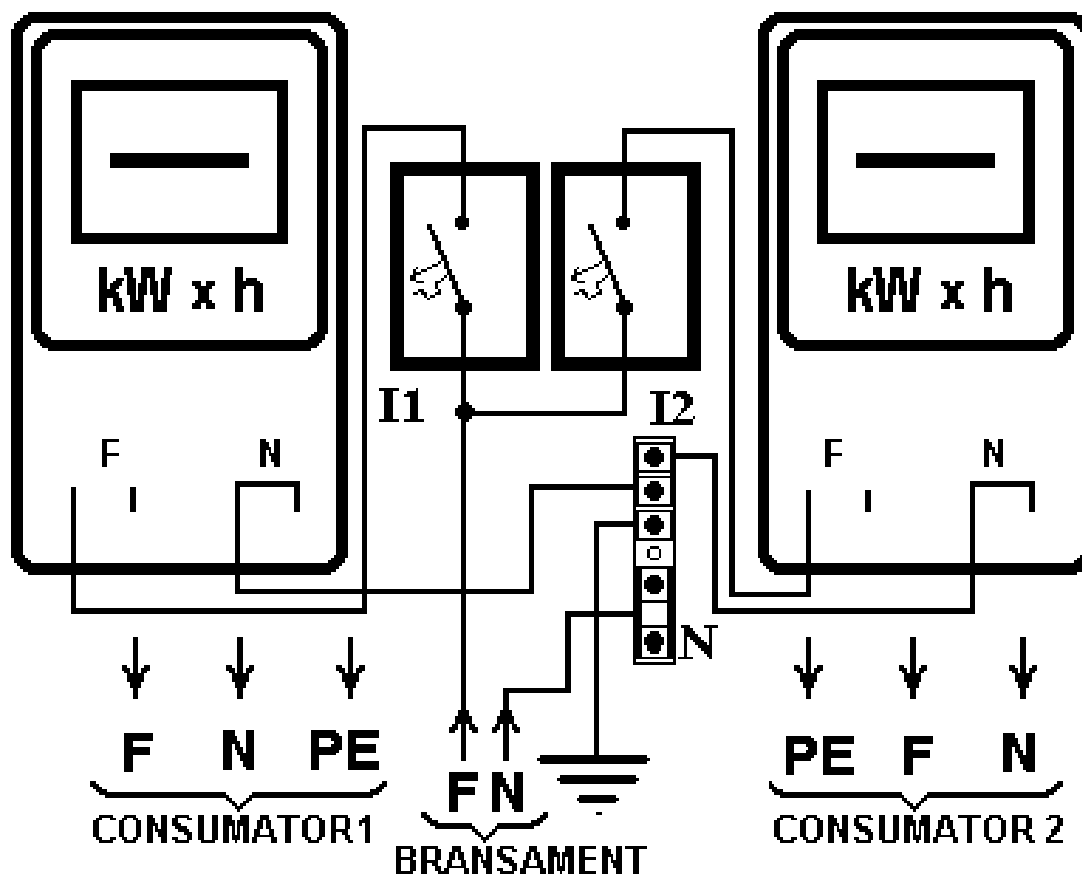 kW x h
kW x h
I1
I2
F N
F N
N
F N PE
PE F N
F N
CONSUMATOR1
CONSUMATOR 2
BRANSAMENT